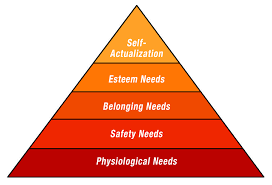 Self-
Actualization
Esteem Needs
Belonging Needs
Safety Needs
Physiological Needs